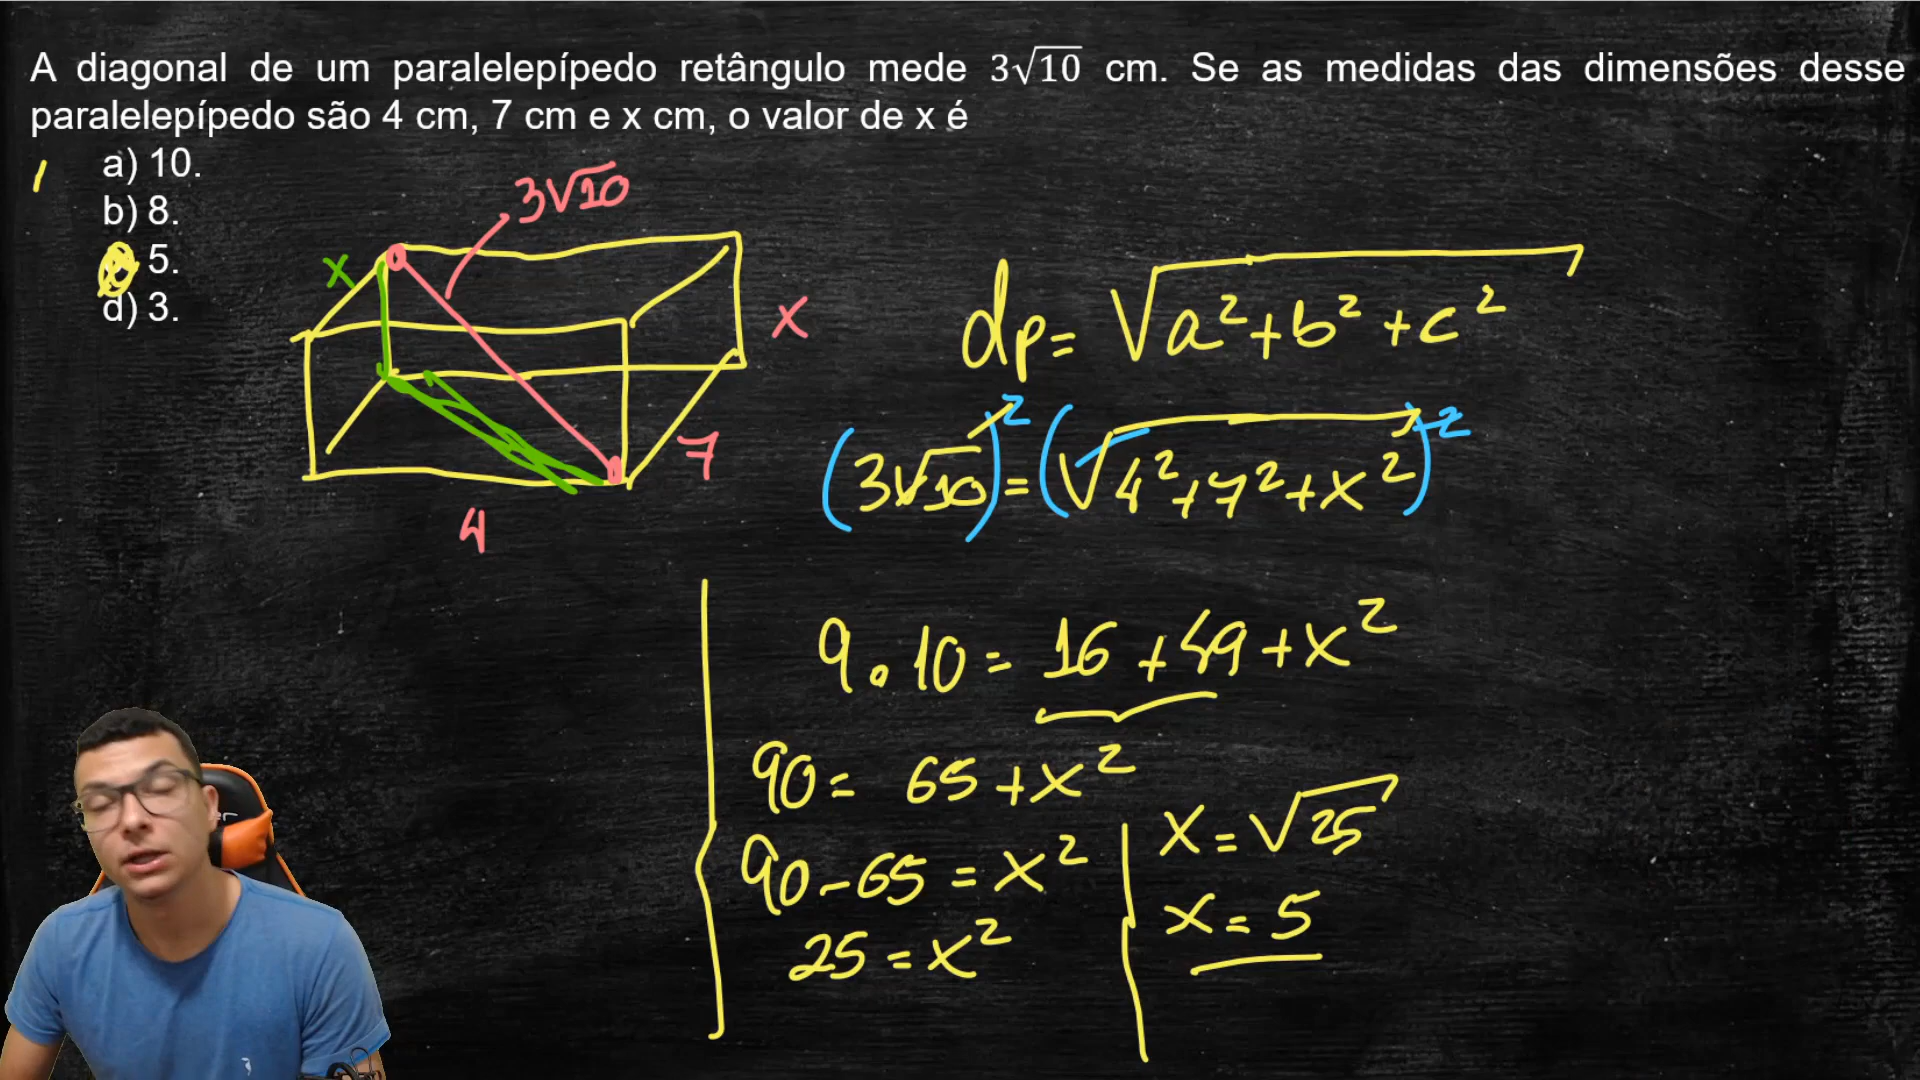 A diagonal de um paralelepípedo retângulo mede 3√10 cm. Se as medidas das dimensões desse
paralelepípedo são 4 cm, 7 cm e x cm, o valor de x é
a) 10.
b) 8.
5.
d) 3.
3√10
x
x
7
4
dp = √a² + b² + c²
(3√10)² = (√4² + 7² + x²)²
9 . 10 = 16 + 49 + x²
90 = 65 + x²
90 - 65 = x²
25 = x²
x = √25
x = 5